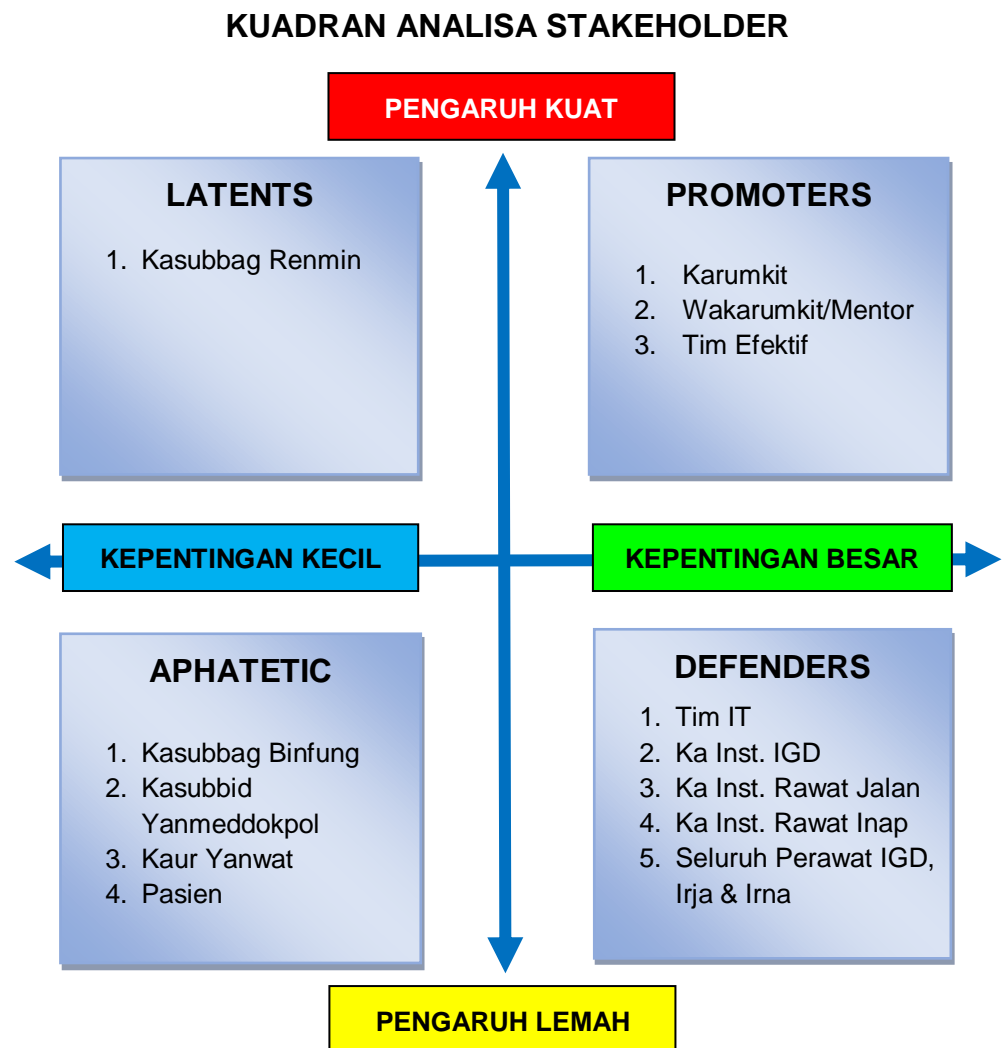 KUADRAN ANALISA STAKEHOLDER
PENGARUH KUAT
LATENTS
1. Kasubbag Renmin
PROMOTERS
1. Karumkit
2. Wakarumkit/Mentor
3. Tim Efektif
KEPENTINGAN KECIL
KEPENTINGAN BESAR
APHATETIC
1. Kasubbag Binfung
2. Kasubbid
Yanmeddokpol
3. Kaur Yanwat
4. Pasien
DEFENDERS
1. Tim IT
2. Ka Inst. IGD
3. Ka Inst. Rawat Jalan
4. Ka Inst. Rawat Inap
5. Seluruh Perawat IGD,
Irja & Irna
PENGARUH LEMAH